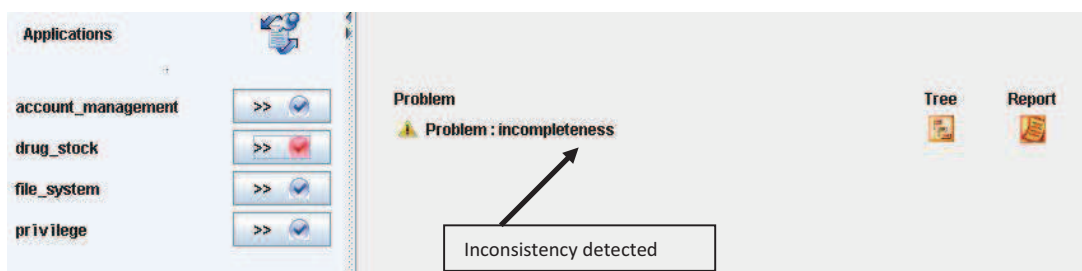 Applications
account_management >>
drug_stock >>
file_system >>
privilege >>
Problem Tree Report
Problem : incompleteness
Inconsistency detected